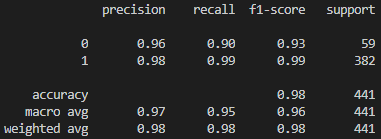 precision recall f1-score support
0 0.96 0.90 0.93 59
1 0.98 0.99 0.99 382
accuracy 0.98 441
macro avg 0.97 0.95 0.96 441
weighted avg 0.98 0.98 0.98 441